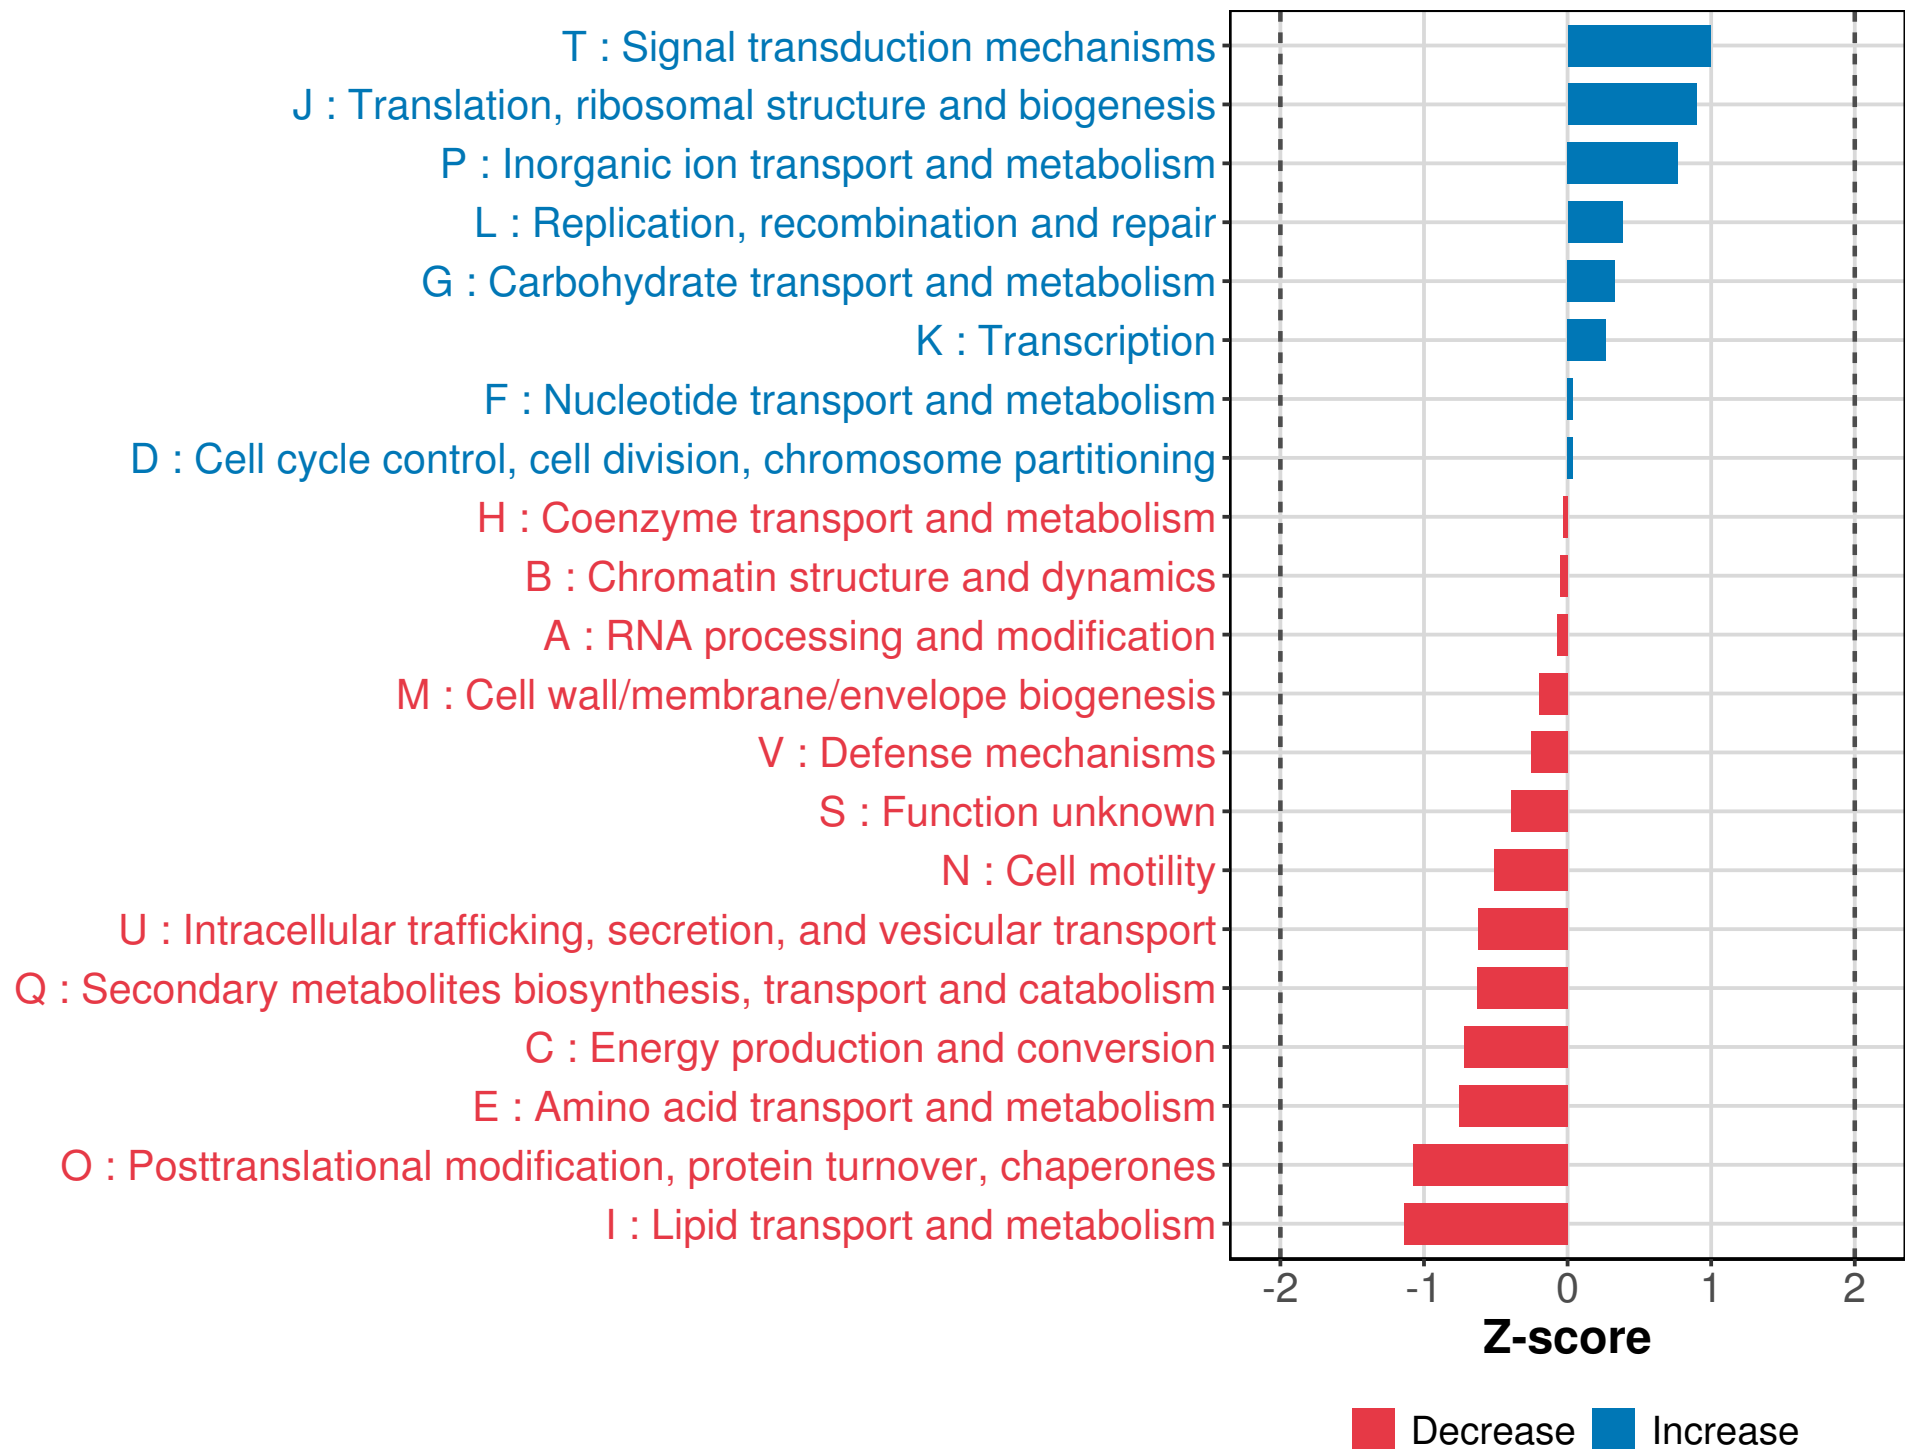 T : Signal transduction mechanisms
J : Translation, ribosomal structure and biogenesis
P : Inorganic ion transport and metabolism
L : Replication, recombination and repair
G : Carbohydrate transport and metabolism
K : Transcription
F : Nucleotide transport and metabolism
D : Cell cycle control, cell division, chromosome partitioning
H : Coenzyme transport and metabolism
B : Chromatin structure and dynamics
A : RNA processing and modification
M : Cell wall/membrane/envelope biogenesis
V : Defense mechanisms
S : Function unknown
N : Cell motility
U : Intracellular trafficking, secretion, and vesicular transport
Q : Secondary metabolites biosynthesis, transport and catabolism
C : Energy production and conversion
E : Amino acid transport and metabolism
O : Posttranslational modification, protein turnover, chaperones
I : Lipid transport and metabolism
-2 -1 0 1 2
Z-score
Decrease Increase